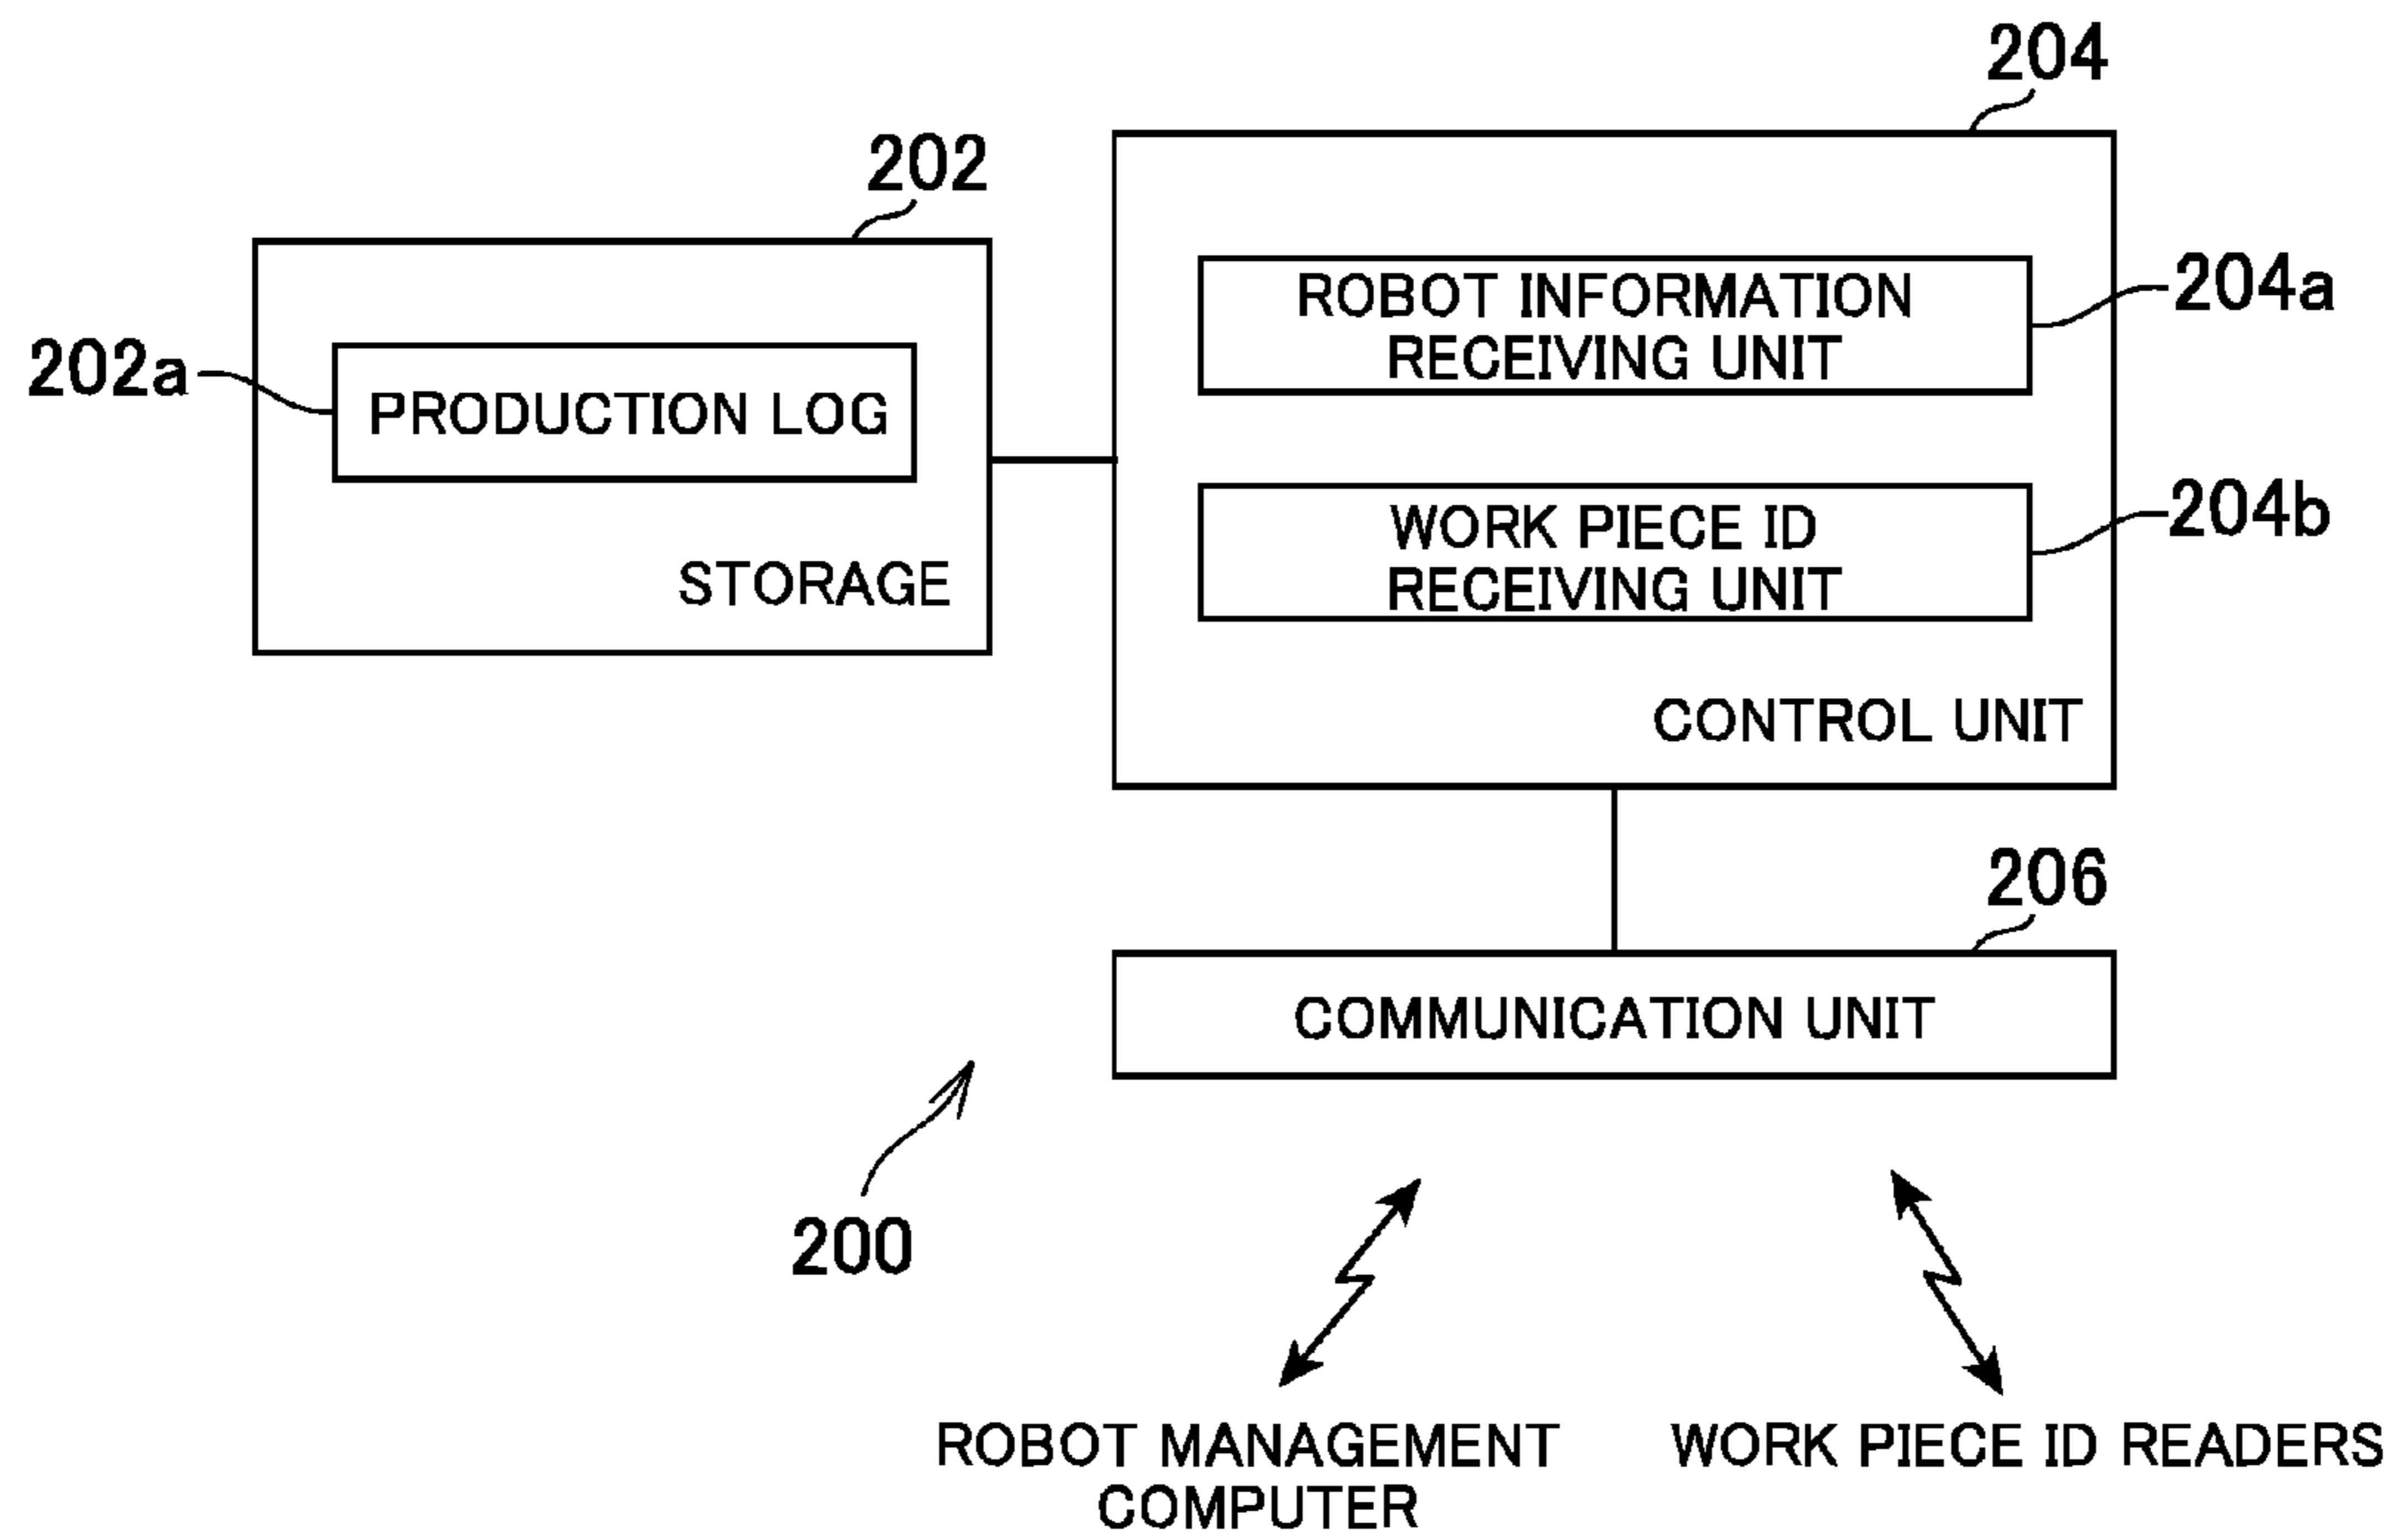 204
202
204a
ROBOT INFORMATION
RECEIVING UNIT
202a
PRODUCTION LOG
204b
WORK PIECE ID
RECEIVING UNIT
STORAGE
CONTROL UNIT
206
COMMUNICATION UNIT
200
ROBOT MANAGEMENT
COMPUTER
WORK PIECE ID READERS